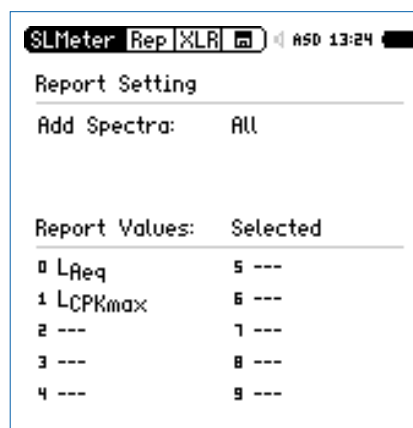 SLMeter Rep XLR ASD 13:24
Report Setting
Add Spectra: All
Report Values: Selected
0 LAeq 5 ---
1 LCPKmax 6 ---
2 --- 7 ---
3 --- 8 ---
4 --- 9 ---